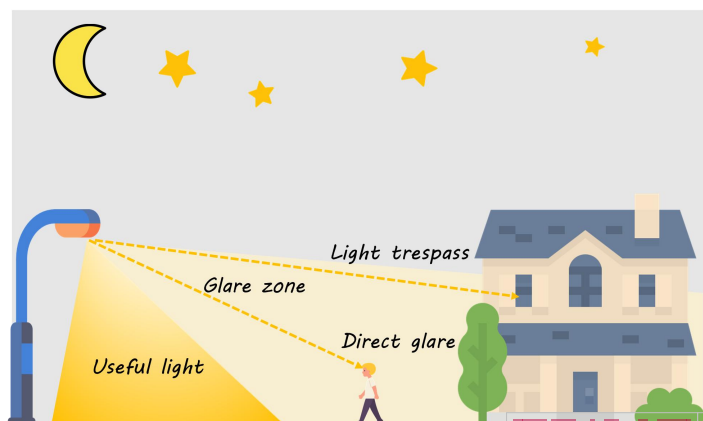 Light trespass
Glare zone
Direct glare
Useful light